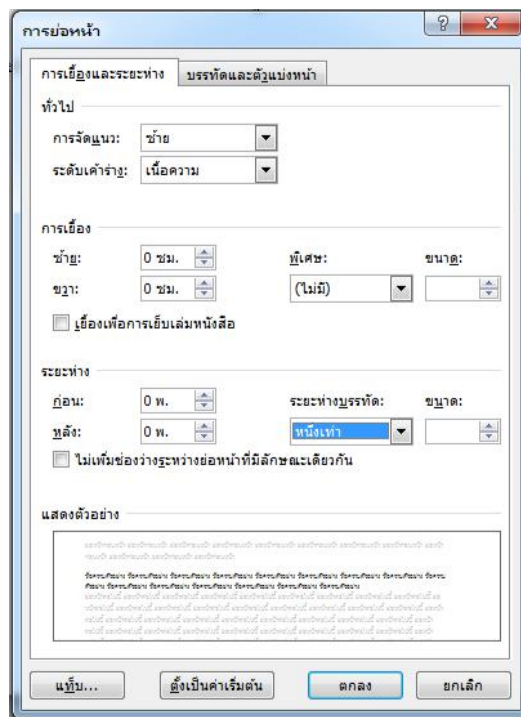 การย่อหน้า
การเยื้องและระยะห่าง
บรรทัดและตัวแบ่งหน้า
ทั่วไป
การจัดแนว: ซ้าย
ระดับเค้าร่าง: เนื้อความ
การเยื้อง
ซ้าย: 0 ซม. พิเศษ: ขนาด:
ขวา: 0 ซม. (ไม่มี)
เยื้องเพื่อการเย็บเล่มหนังสือ
ระยะห่าง
ก่อน: 0 พ. ระยะห่างบรรทัด: ขนาด:
หลัง: 0 พ. หนึ่งเท่า
ไม่เพิ่มช่องว่างระหว่างย่อหน้าที่มีลักษณะเดียวกัน
แสดงตัวอย่าง
แท็บ... ตั้งเป็นค่าเริ่มต้น ตกลง ยกเลิก